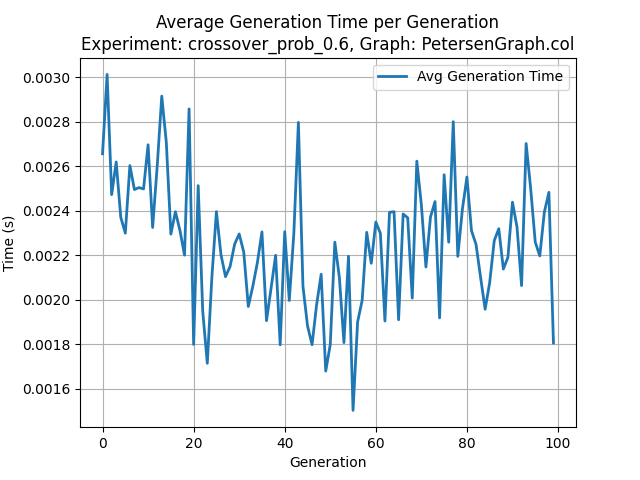 Average Generation Time per Generation
Experiment: crossover_prob_0.6, Graph: PetersenGraph.col
Avg Generation Time
Time (s)
0.0030
0.0028
0.0026
0.0024
0.0022
0.0020
0.0018
0.0016
0 20 40 60 80 100
Generation